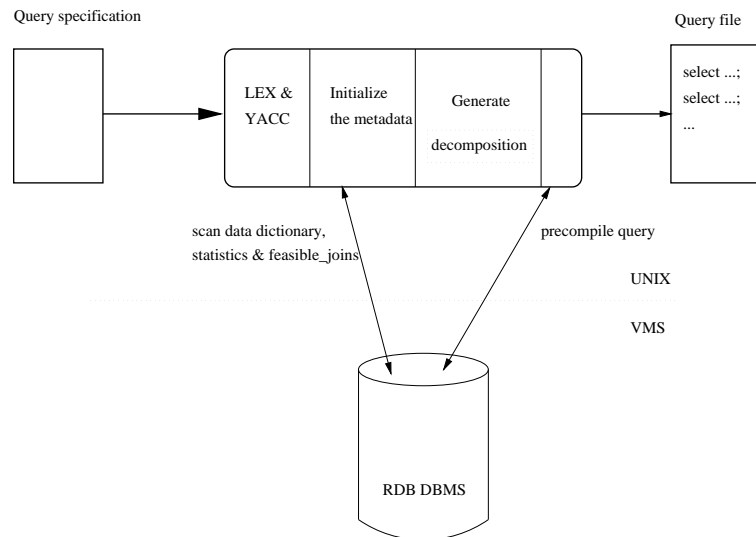 Query specification
Query file
LEX &
YACC
Initialize
the metadata
Generate
decomposition
select ...;
select ...;
...
scan data dictionary,
statistics & feasible_joins
precompile query
UNIX
VMS
RDB DBMS